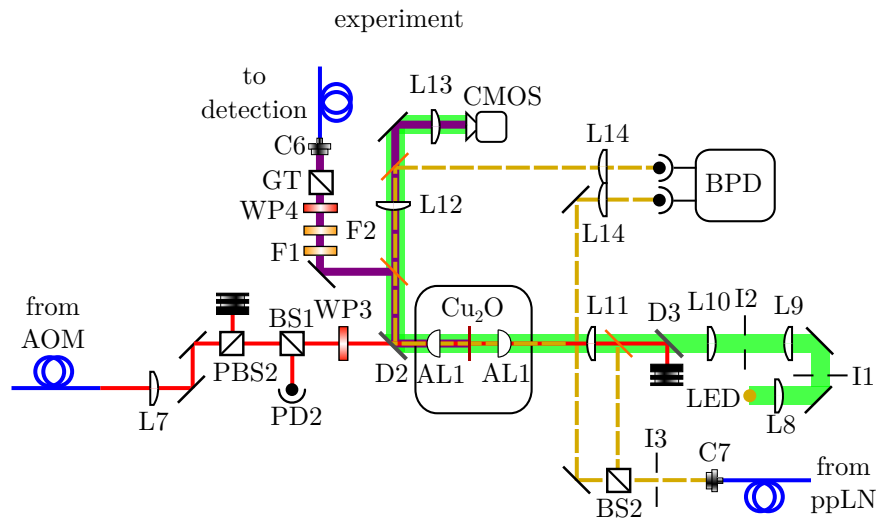 experiment
to
detection
L13
CMOS
C6
L14
GT
BPD
WP4
L12
F2
L14
F1
from
AOM
BS1
WP3
Cu₂O
L11
D3
L10
I2
L9
PBS2
D2
AL1
AL1
I1
LED
L8
L7
PD2
I3
C7
from
ppLN
BS2